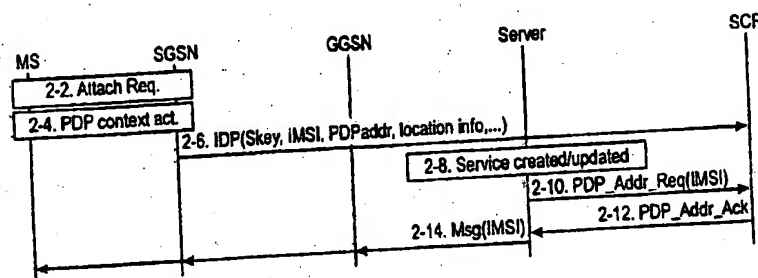 MS
SGSN
GGSN
Server
SCP
2-2. Attach Req.
2-4. PDP context act.
2-6. IDP(Skey, IMSI, PDPaddr, location info,...)
2-8. Service created/updated
2-10. PDP_Addr_Req(IMSI)
2-12. PDP_Addr_Ack
2-14. Msg(IMSI)